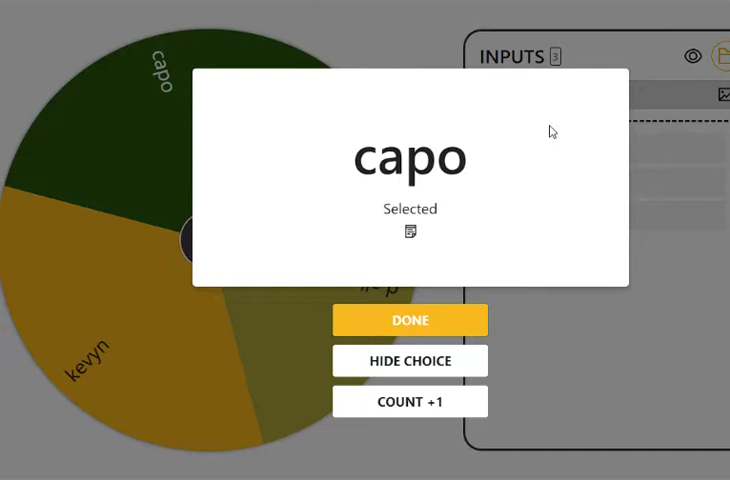 capo
INPUTS 3
capo
Selected
DONE
kevyn
HIDE CHOICE
COUNT +1